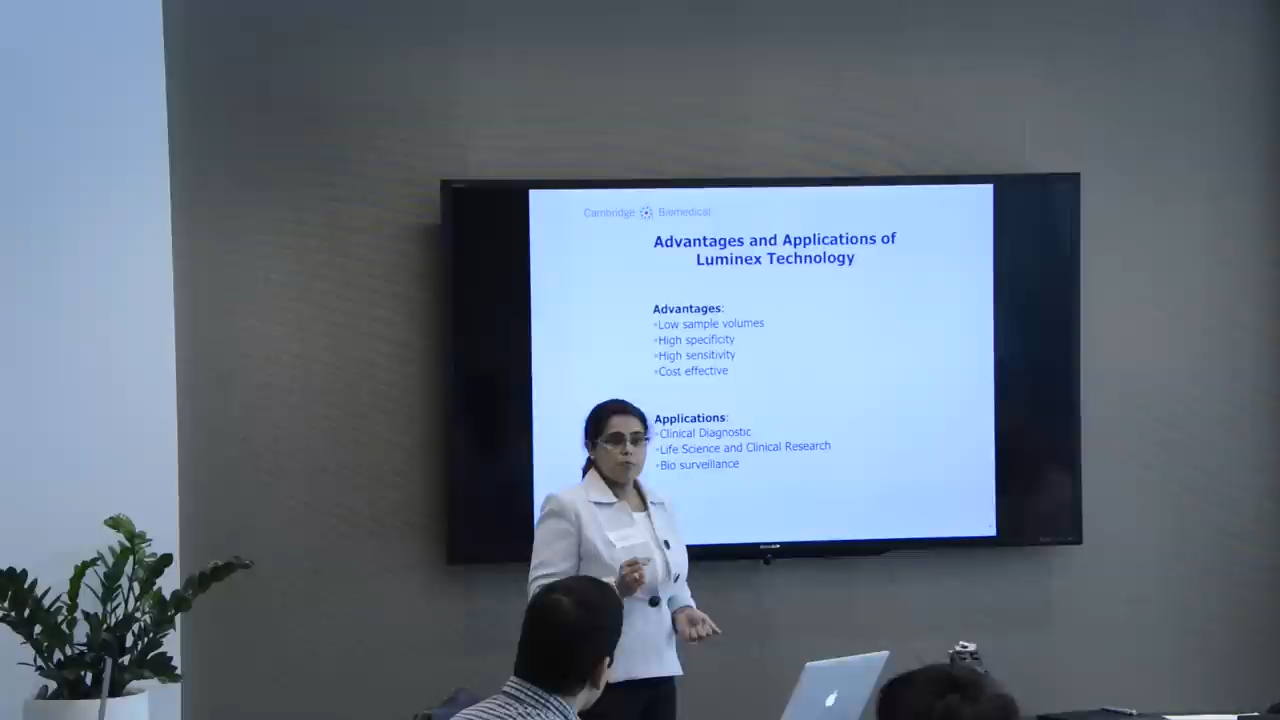 Cambridge Biomedical
Advantages and Applications of
Luminex Technology
Advantages:
•Low sample volumes
•High specificity
•High sensitivity
•Cost effective
Applications:
•Clinical Diagnostic
•Life Science and Clinical Research
•Bio surveillance